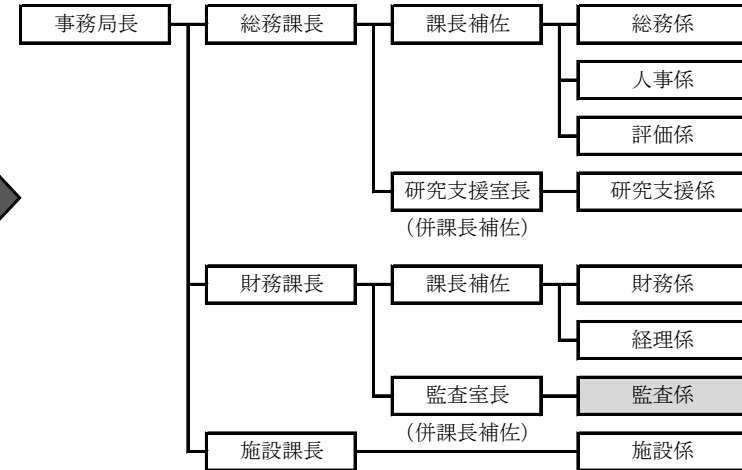 事務局長 総務課長 課長補佐 総務係
人事係
評価係
研究支援室長 研究支援係
(併課長補佐)
財務課長 課長補佐 財務係
経理係
監査室長 監査係
(併課長補佐)
施設課長 施設係